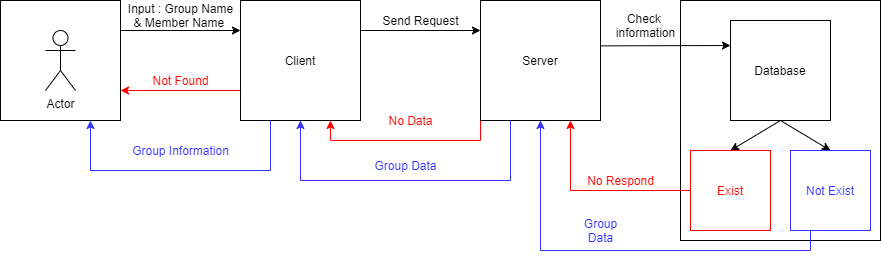 Input : Group Name
& Member Name
Send Request
Check
information
Actor
Client
Server
Database
Not Found
No Data
No Respond
Exist
Not Exist
Group Information
Group Data
Group
Data